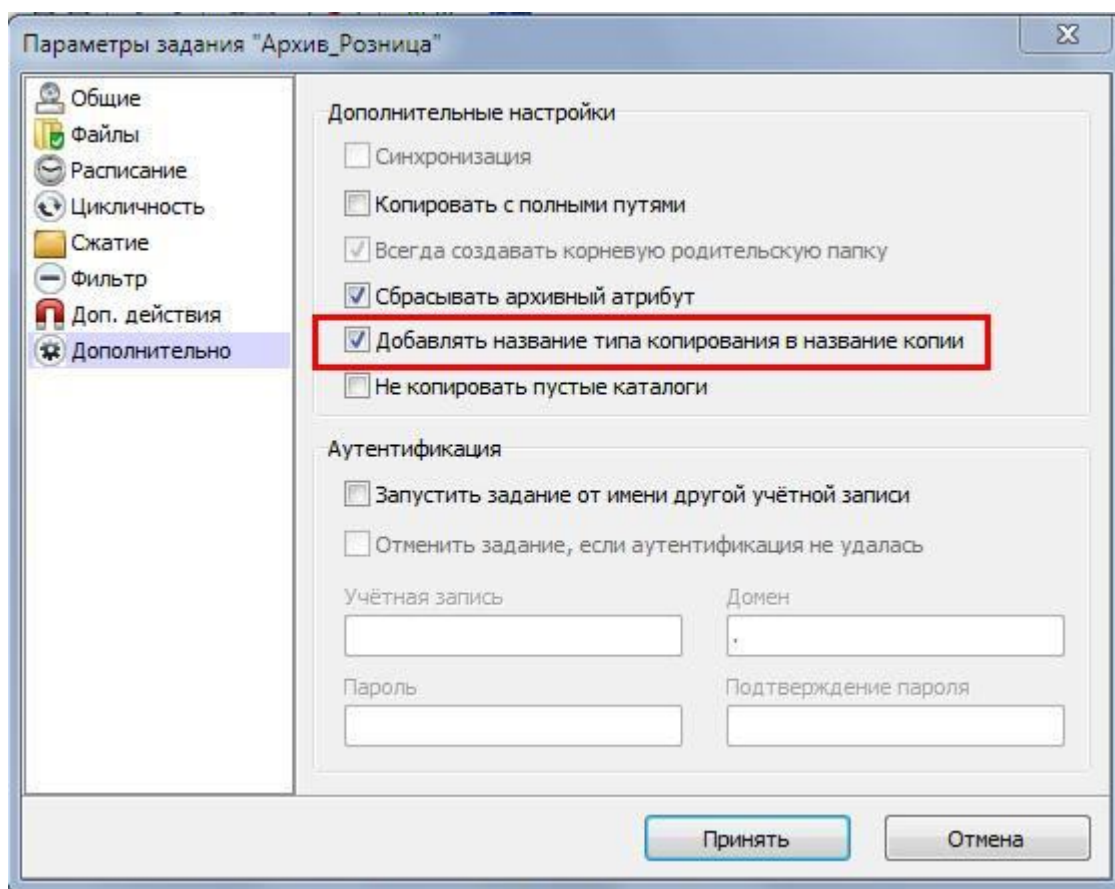 Параметры задания "Архив_Розница"
Общие
Файлы
Расписание
Цикличность
Сжатие
Фильтр
Доп. действия
Дополнительно
Дополнительные настройки
Синхронизация
Копировать с полными путями
Всегда создавать корневую родительскую папку
Сбрасывать архивный атрибут
Добавлять название типа копирования в название копии
Не копировать пустые каталоги
Аутентификация
Запустить задание от имени другой учётной записи
Отменить задание, если аутентификация не удалась
Учётная запись Домен
.
Пароль Подтверждение пароля
Принять Отмена